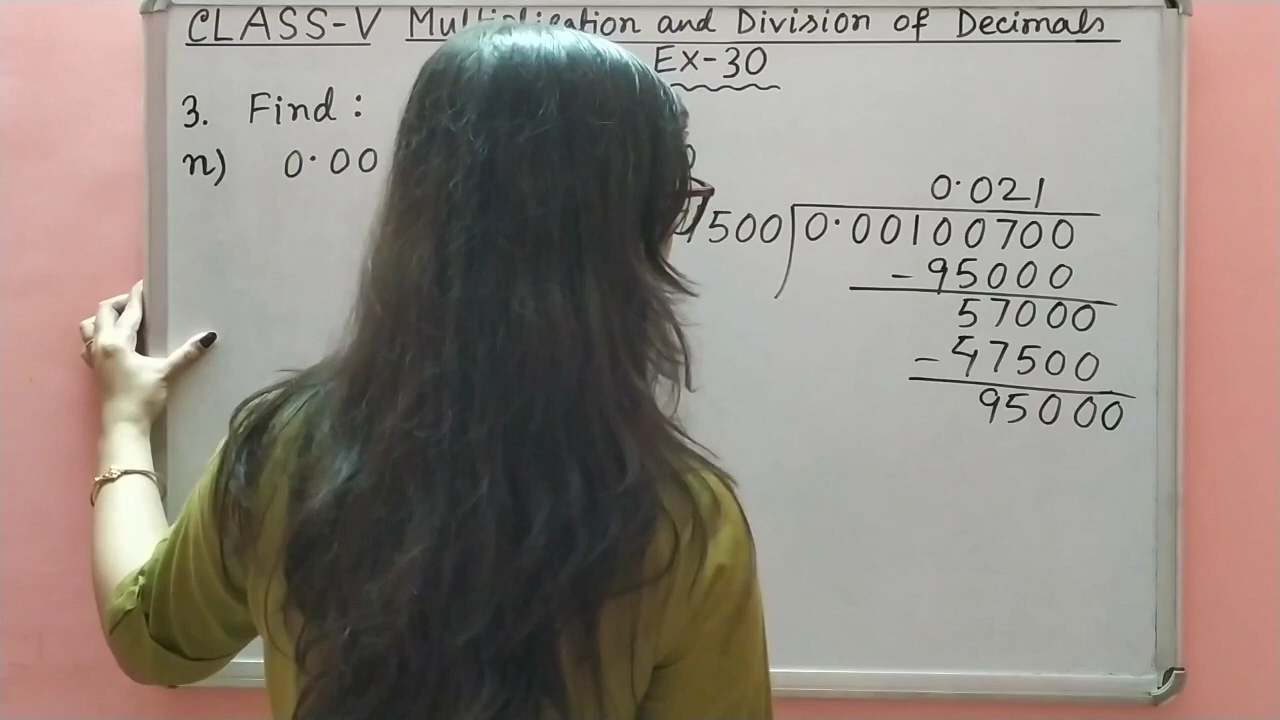 CLASS-V Multiplication and Division of Decimals
Ex-30
3. Find :
n) 0.00
0.021
7500 0.00100700
-95000
57000
-47500
95000